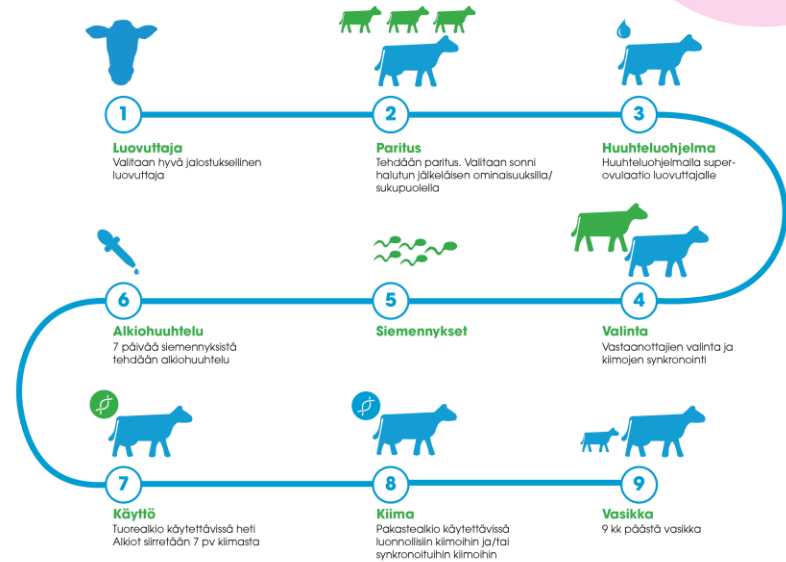 1
Luovuttaja
Valitaan hyvä jalostuksellinen
luovuttaja
2
Paritus
Tehdään paritus. Valitaan sonni
halutun jälkeläisen ominaisuuksilla/
sukupuolella
3
Huuhteluohjelma
Huuhteluohjelmalla super-
ovulaatio luovuttajalle
4
Valinta
Vastaanottajien valinta ja
kiimojen synkronointi
5
Siemennykset
6
Alkiohuuhtelu
7 päivää siemennyksistä
tehdään alkiohuuhtelu
7
Käyttö
Tuorealkio käytettävissä heti
Alkiot siirretään 7 pv kiimasta
8
Kiima
Pakastealkio käytettävissä
luonnollisiin kiimoihin ja/tai
synkronoituihin kiimoihin
9
Vasikka
9 kk päästä vasikka